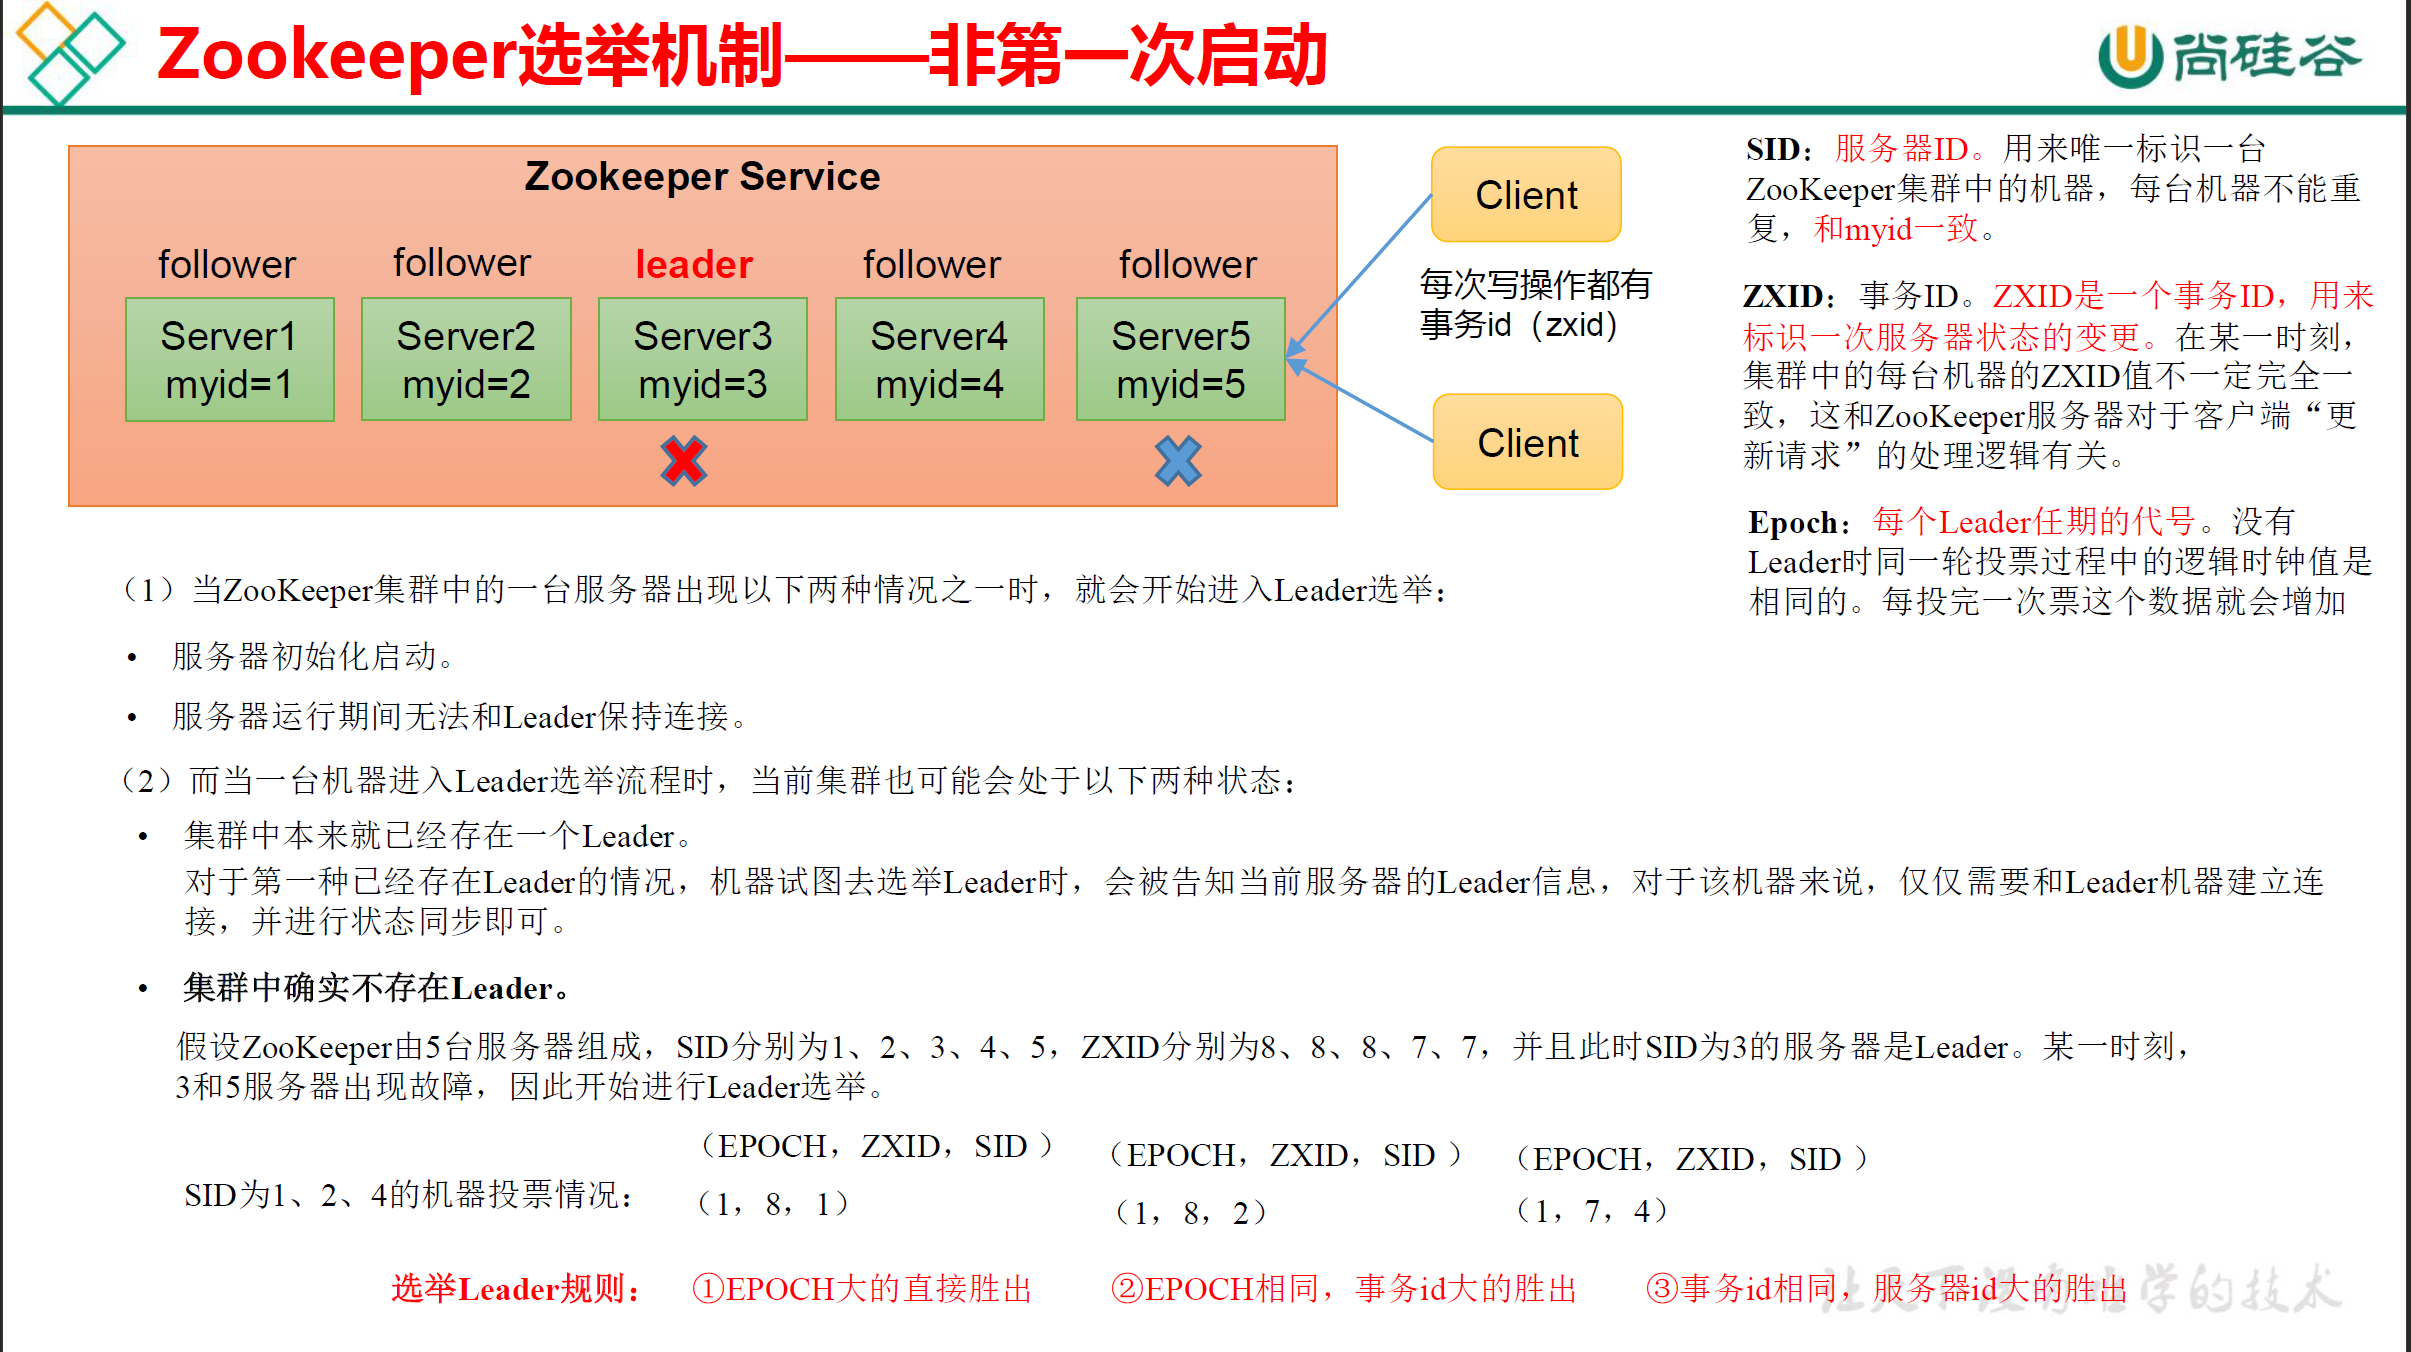 Zookeeper选举机制——非第一次启动
尚硅谷
Zookeeper Service
follower
follower
leader
follower
follower
Server1
myid=1
Server2
myid=2
Server3
myid=3
Server4
myid=4
Server5
myid=5
Client
每次写操作都有
事务id（zxid）
Client
SID：服务器ID。用来唯一标识一台
ZooKeeper集群中的机器，每台机器不能重
复，和myid一致。
ZXID：事务ID。ZXID是一个事务ID，用来
标识一次服务器状态的变更。在某一时刻，
集群中的每台机器的ZXID值不一定完全一
致，这和ZooKeeper服务器对于客户端“更
新请求”的处理逻辑有关。
Epoch：每个Leader任期的代号。没有
Leader时同一轮投票过程中的逻辑时钟值是
相同的。每投完一次票这个数据就会增加
（1）当ZooKeeper集群中的一台服务器出现以下两种情况之一时，就会开始进入Leader选举：
• 服务器初始化启动。
• 服务器运行期间无法和Leader保持连接。
（2）而当一台机器进入Leader选举流程时，当前集群也可能会处于以下两种状态：
• 集群中本来就已经存在一个Leader。
对于第一种已经存在Leader的情况，机器试图去选举Leader时，会被告知当前服务器的Leader信息，对于该机器来说，仅仅需要和Leader机器建立连
接，并进行状态同步即可。
• 集群中确实不存在Leader。
假设ZooKeeper由5台服务器组成，SID分别为1、2、3、4、5，ZXID分别为8、8、8、7、7，并且此时SID为3的服务器是Leader。某一时刻，
3和5服务器出现故障，因此开始进行Leader选举。
（EPOCH，ZXID，SID ）
（EPOCH，ZXID，SID ）
（EPOCH，ZXID，SID ）
SID为1、2、4的机器投票情况：
（1，8，1）
（1，8，2）
（1，7，4）
选举Leader规则：
①EPOCH大的直接胜出
②EPOCH相同，事务id大的胜出
③事务id相同，服务器id大的胜出
让天下没有难学的技术